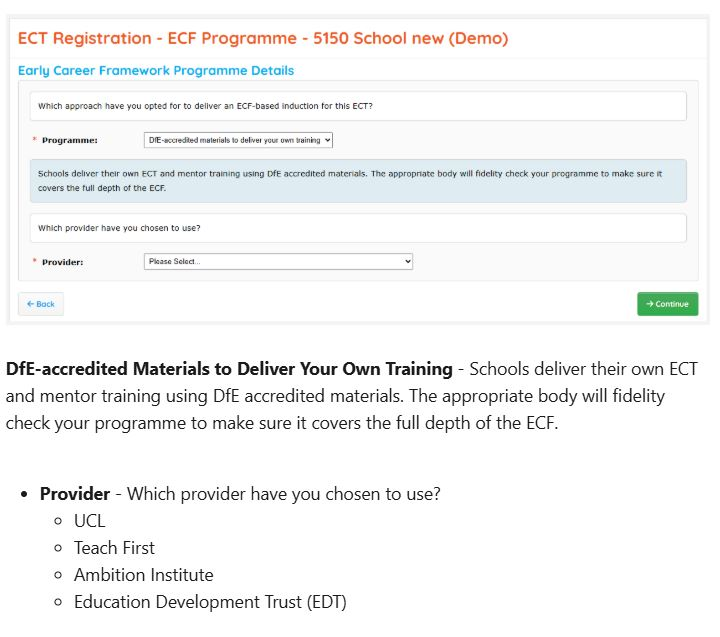 ECT Registration - ECF Programme - 5150 School new (Demo)
Early Career Framework Programme Details
Which approach have you opted for to deliver an ECF-based induction for this ECT?
* Programme: DfE-accredited materials to deliver your own training
Schools deliver their own ECT and mentor training using DfE accredited materials. The appropriate body will fidelity check your programme to make sure it
covers the full depth of the ECF.
Which provider have you chosen to use?
* Provider: Please Select...
← Back → Continue
DfE-accredited Materials to Deliver Your Own Training - Schools deliver their own ECT
and mentor training using DfE accredited materials. The appropriate body will fidelity
check your programme to make sure it covers the full depth of the ECF.
• Provider - Which provider have you chosen to use?
○ UCL
○ Teach First
○ Ambition Institute
○ Education Development Trust (EDT)